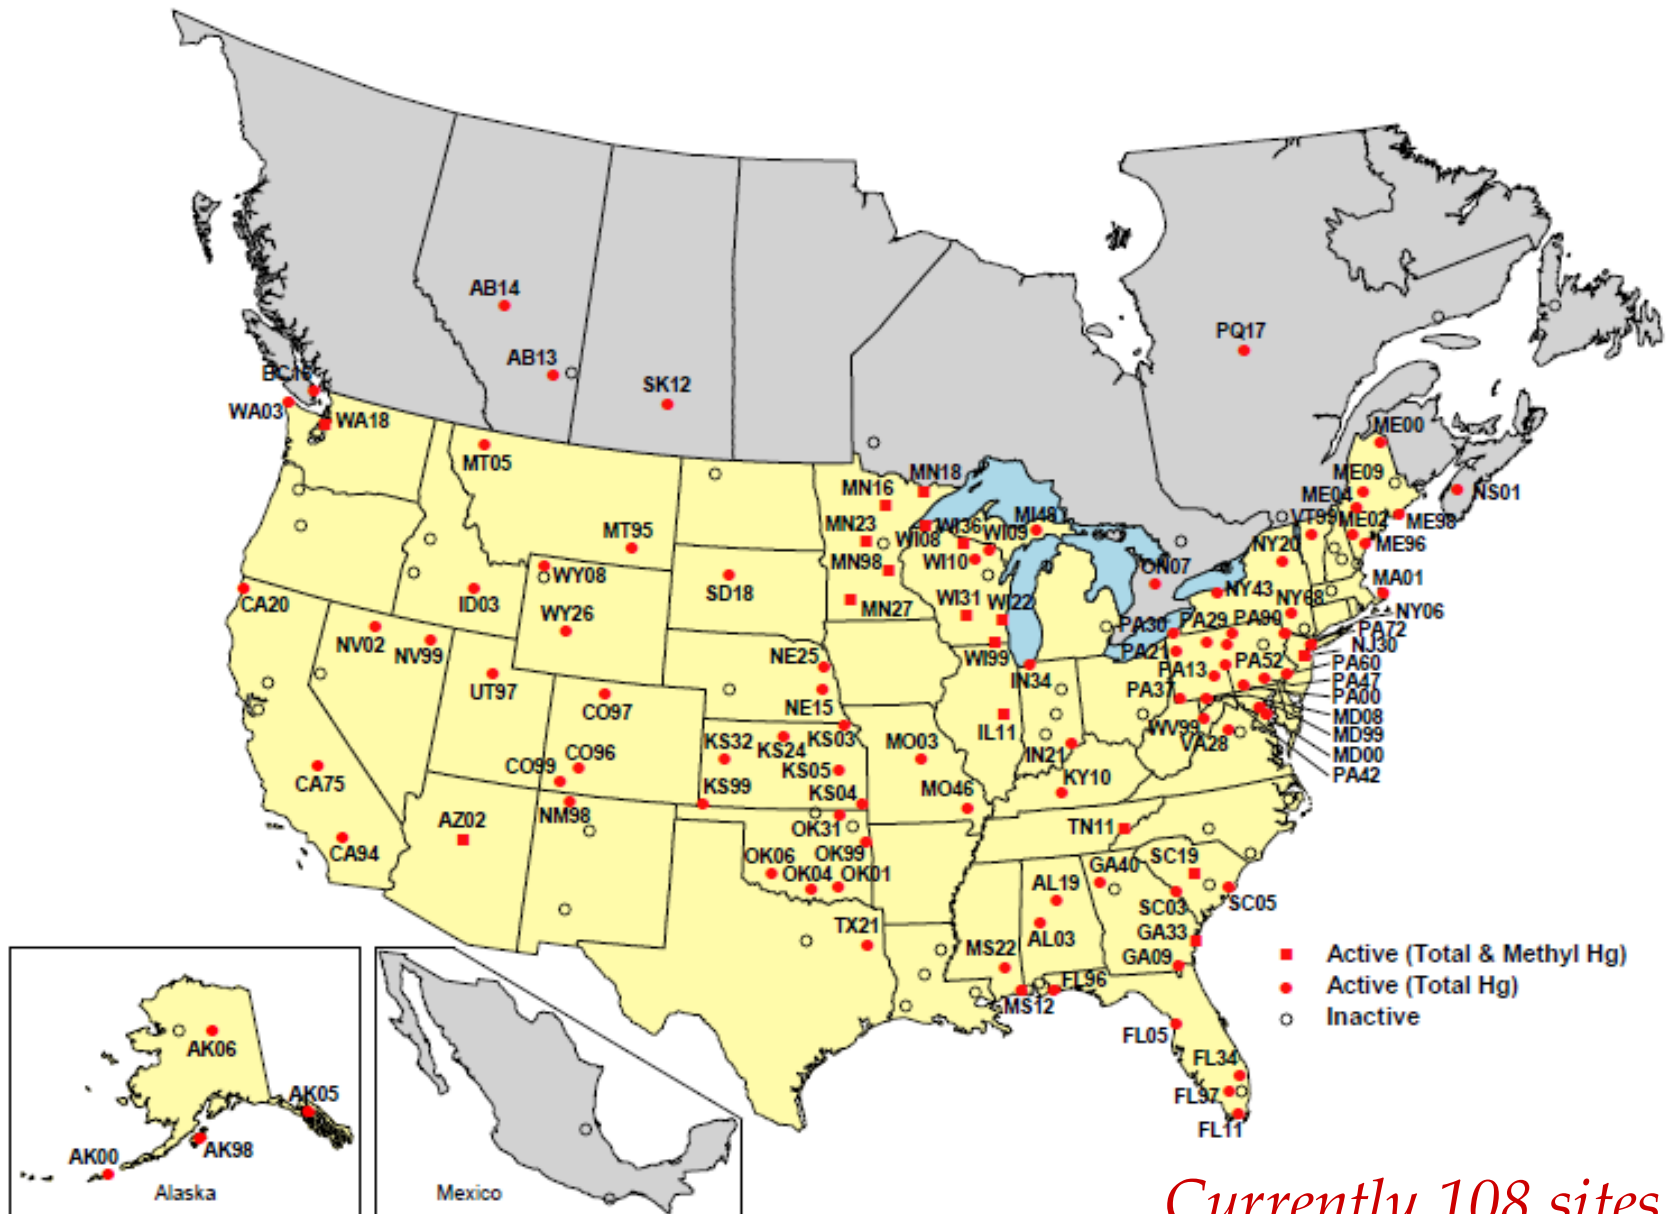 AB14
AB13
SK12
PQ17
WA03
WA18
MT05
MT95
ME00
ME09
ME04
NS01
VT99
ME02
ME98
ME96
MN18
MN16
MN23
WI08
WI36
WI09
MI48
MN98
WI10
ON07
NY20
MA01
CA20
ID03
WY08
WY26
SD18
MN27
WI31
WI22
NY43
NY68
NY06
NV02
NV99
PA30
PA29
PA90
PA72
NJ30
UT97
NE25
WI99
IN34
PA21
PA13
PA52
PA60
PA47
PA00
CO97
NE15
PA37
MD08
MD99
MD00
PA42
KS32
KS24
KS03
MO03
IL11
IN21
WV99
VA28
CO96
CO99
KS05
KS99
KS04
MO46
KY10
CA75
NM98
AZ02
OK31
TN11
CA94
OK06
OK99
OK04
OK01
GA40
SC19
AL19
SC03
SC05
TX21
MS22
AL03
GA33
GA09
FL96
MS12
FL05
FL34
FL97
FL11
Active (Total & Methyl Hg)
Active (Total Hg)
Inactive
AK06
AK05
AK98
AK00
Alaska
Mexico
Currently 108 sites